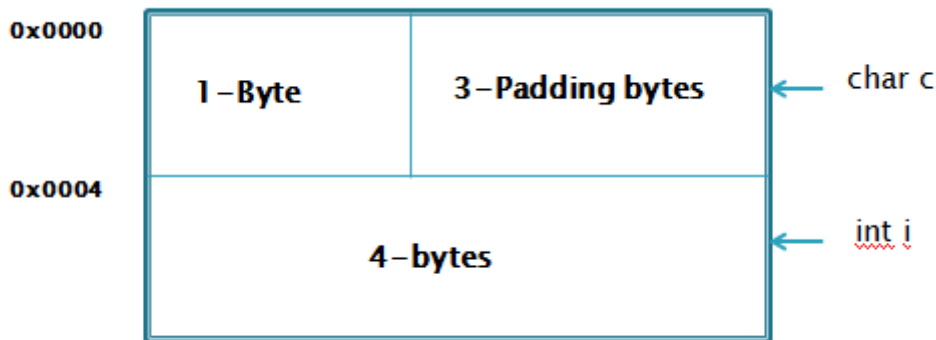 0x0000
1-Byte
3-Padding bytes
char c
0x0004
4-bytes
int i